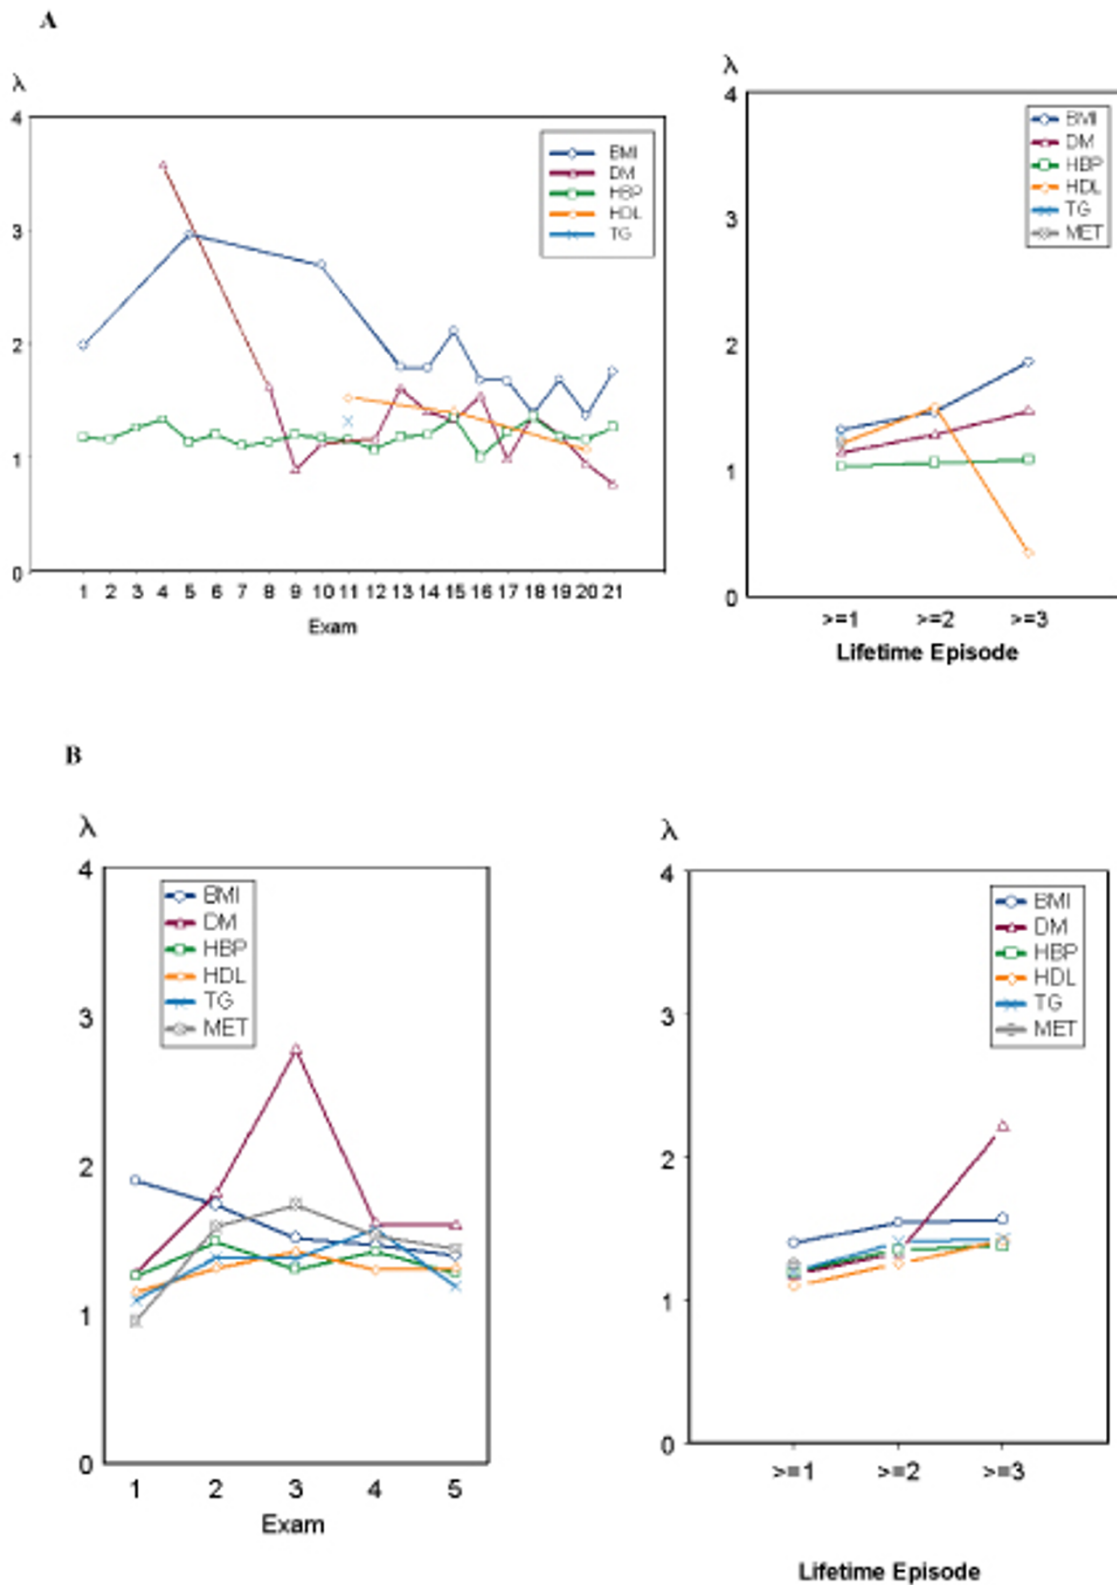 A
λ
4
3
2
1
0
BMI
DM
HBP
HDL
TG
1 2 3 4 5 6 7 8 9 10 11 12 13 14 15 16 17 18 19 20 21
Exam
λ
4
3
2
1
0
BMI
DM
HBP
HDL
TG
MET
>=1 >=2 >=3
Lifetime Episode
B
λ
4
3
2
1
0
BMI
DM
HBP
HDL
TG
MET
1 2 3 4 5
Exam
λ
4
3
2
1
0
BMI
DM
HBP
HDL
TG
MET
>=1 >=2 >=3
Lifetime Episode